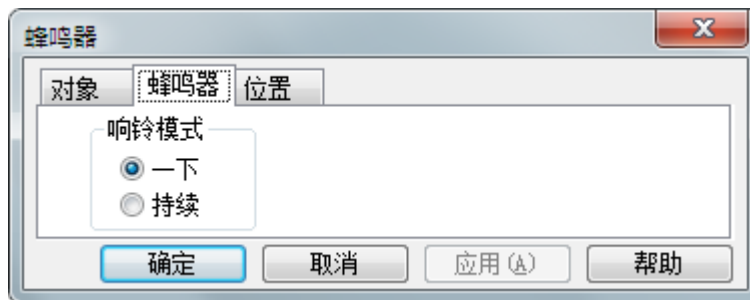 蜂鸣器
对象 蜂鸣器 位置
响铃模式
一下
持续
确定 取消 应用(A) 帮助